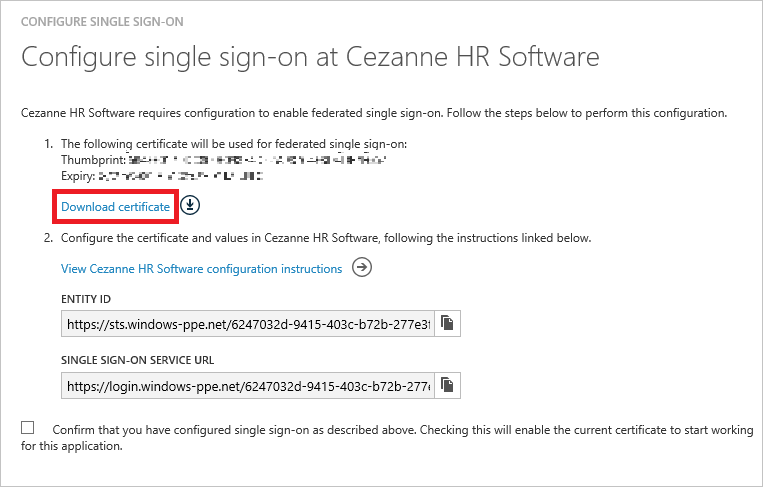 CONFIGURE SINGLE SIGN-ON
Configure single sign-on at Cezanne HR Software
Cezanne HR Software requires configuration to enable federated single sign-on. Follow the steps below to perform this configuration.
1. The following certificate will be used for federated single sign-on:
Thumbprint:
Expiry:
Download certificate
2. Configure the certificate and values in Cezanne HR Software, following the instructions linked below.
View Cezanne HR Software configuration instructions
ENTITY ID
https://sts.windows-ppe.net/6247032d-9415-403c-b72b-277e3f
SINGLE SIGN-ON SERVICE URL
https://login.windows-ppe.net/6247032d-9415-403c-b72b-277e
Confirm that you have configured single sign-on as described above. Checking this will enable the current certificate to start working
for this application.